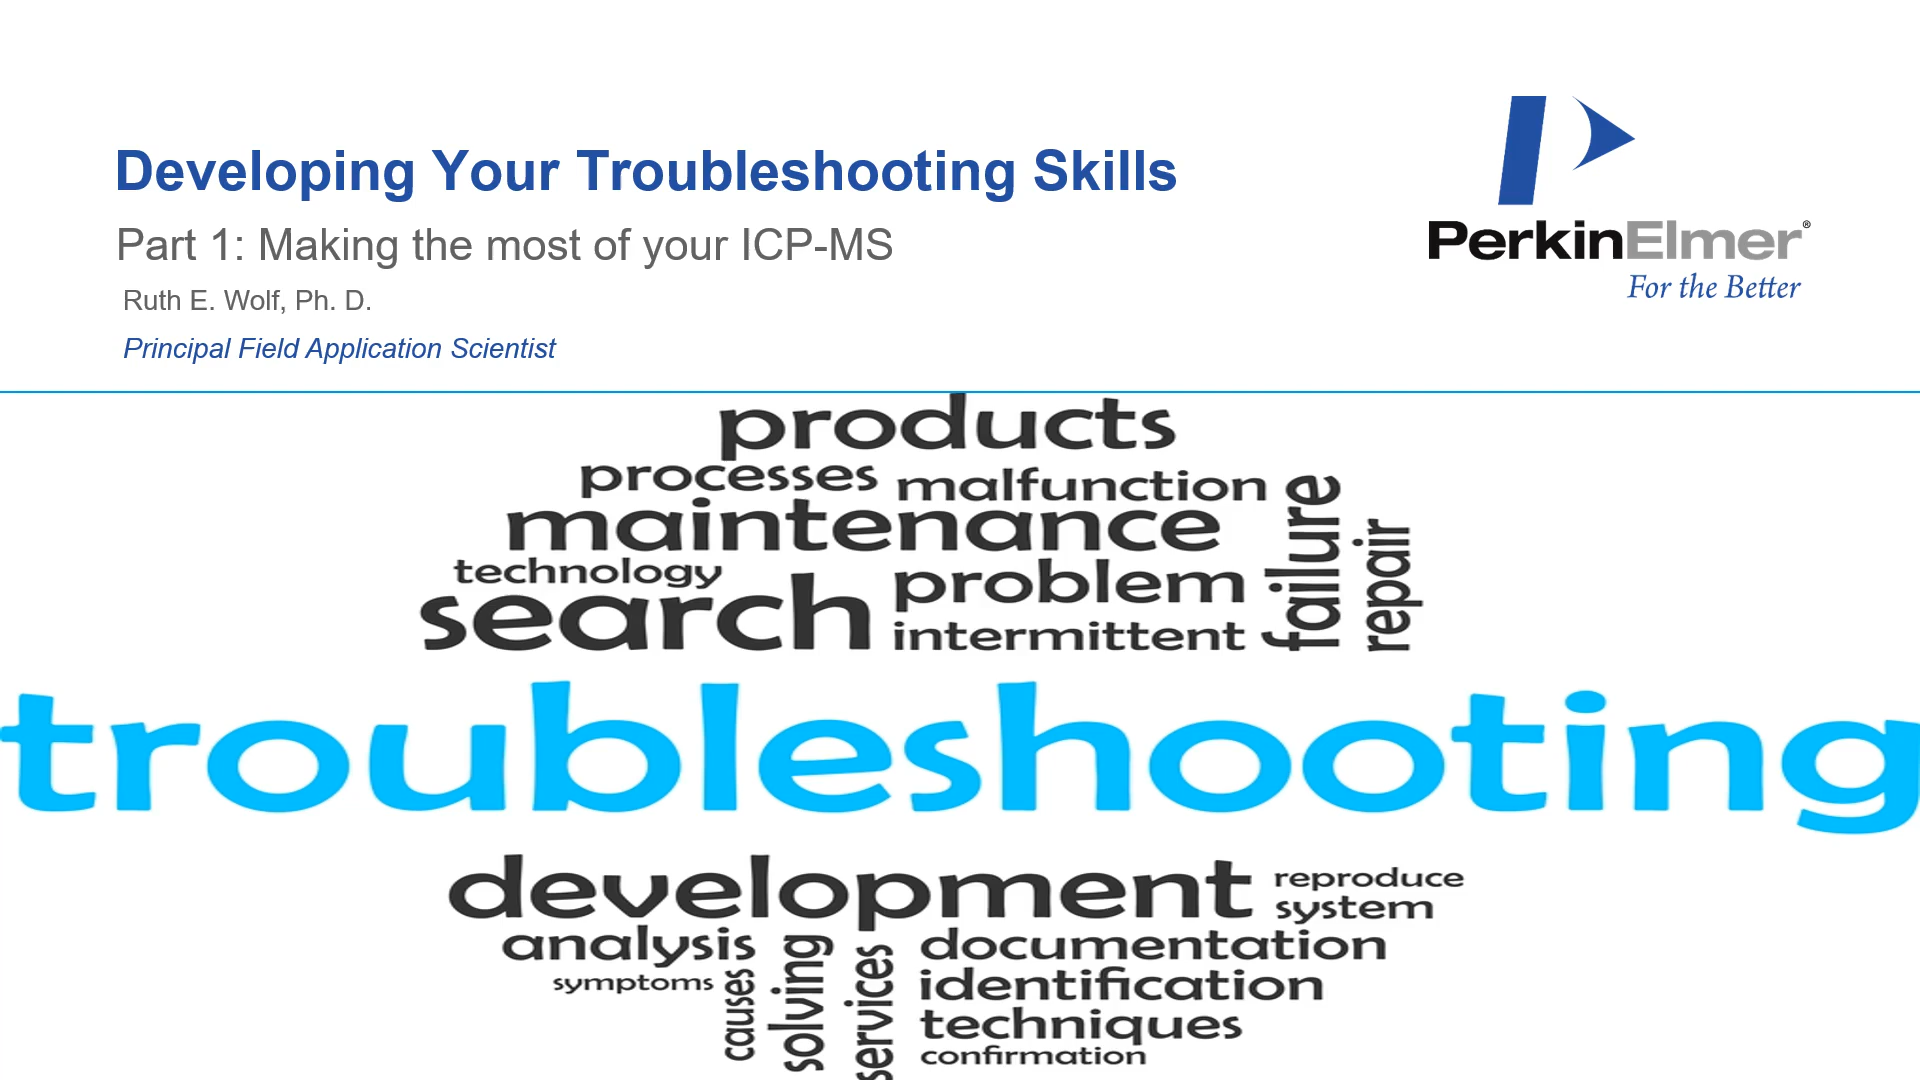 Developing Your Troubleshooting Skills
Part 1: Making the most of your ICP-MS
Ruth E. Wolf, Ph. D.
Principal Field Application Scientist
PerkinElmer®
For the Better
products
processes
malfunction
maintenance
failure
repair
technology
problem
search
intermittent
troubleshooting
development
reproduce
system
analysis
documentation
symptoms
causes
solving
services
identification
techniques
confirmation